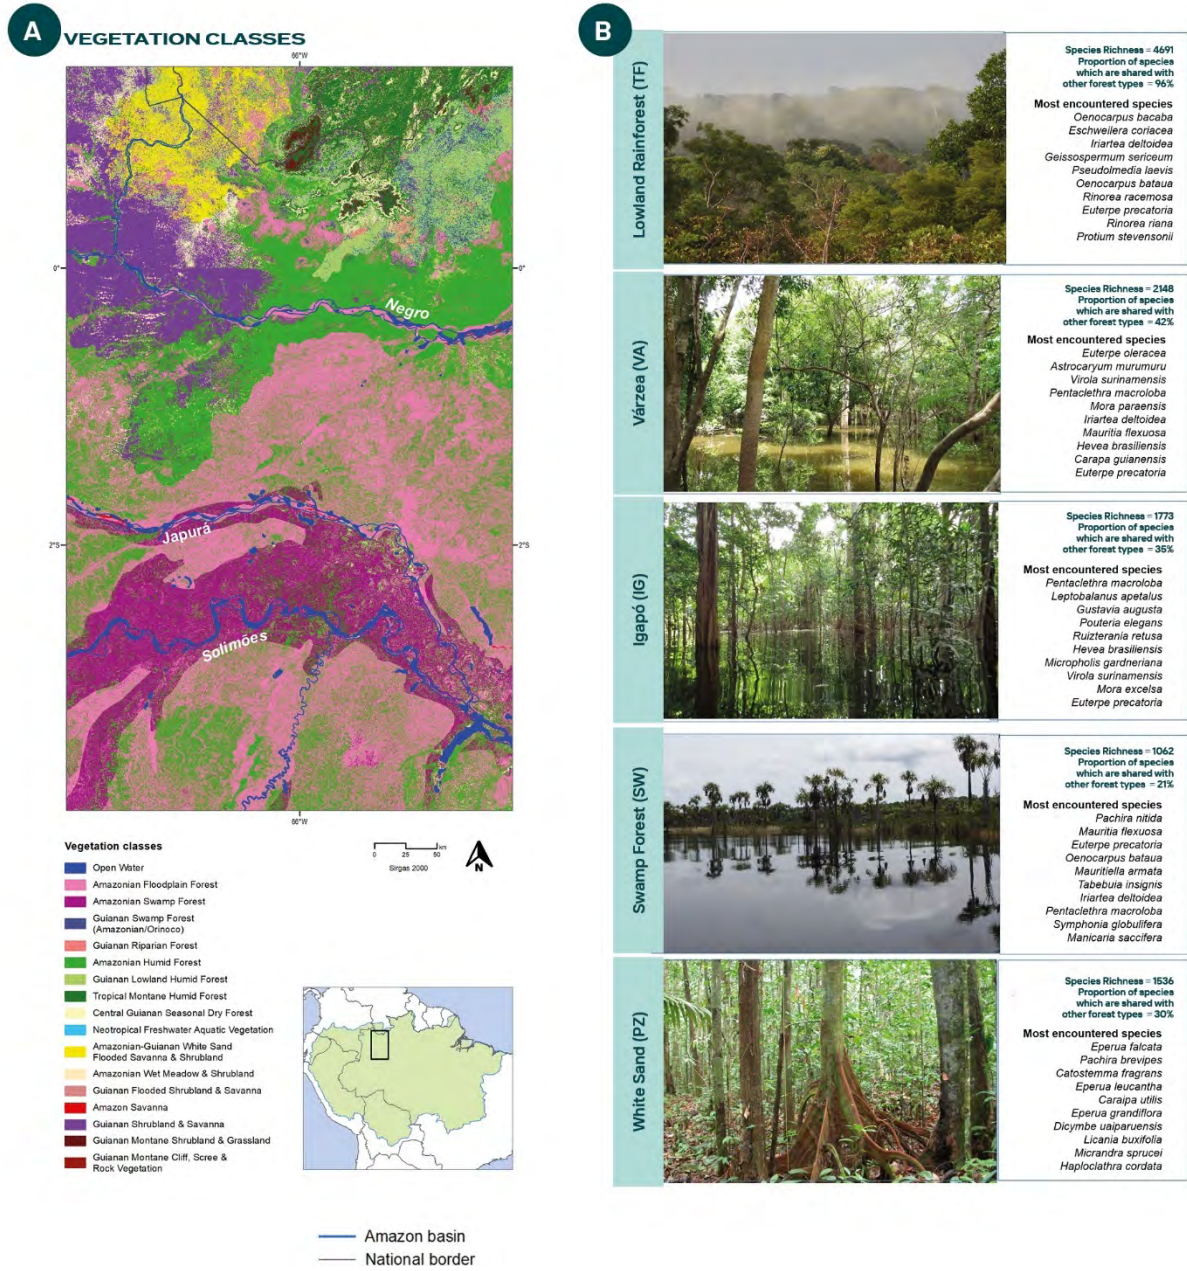 A
VEGETATION CLASSES
66°W
0°
0°
Negro
2°S
2°S
Japurá
Solimões
66°W
Vegetation classes
Open Water
Amazonian Floodplain Forest
Amazonian Swamp Forest
Guianan Swamp Forest
(Amazonian/Orinoco)
Guianan Riparian Forest
Amazonian Humid Forest
Guianan Lowland Humid Forest
Tropical Montane Humid Forest
Central Guianan Seasonal Dry Forest
Neotropical Freshwater Aquatic Vegetation
Amazonian-Guianan White Sand
Flooded Savanna & Shrubland
Amazonian Wet Meadow & Shrubland
Guianan Flooded Shrubland & Savanna
Amazon Savanna
Guianan Shrubland & Savanna
Guianan Montane Shrubland & Grassland
Guianan Montane Cliff, Scree &
Rock Vegetation
0 25 50 km
Sirgas 2000
N
Amazon basin
National border
B
Lowland Rainforest (TF)
Species Richness = 4691
Proportion of species
which are shared with
other forest types = 96%
Most encountered species
Oenocarpus bacaba
Eschweilera coriacea
Iriartea deltoidea
Geissospermum sericeum
Pseudolmedia laevis
Oenocarpus bataua
Rinorea racemosa
Euterpe precatoria
Rinorea riana
Protium stevensonii
Várzea (VA)
Species Richness = 2148
Proportion of species
which are shared with
other forest types = 42%
Most encountered species
Euterpe oleracea
Astrocaryum murumuru
Virola surinamensis
Pentaclethra macroloba
Mora paraensis
Iriartea deltoidea
Mauritia flexuosa
Hevea brasiliensis
Carapa guianensis
Euterpe precatoria
Igapó (IG)
Species Richness = 1773
Proportion of species
which are shared with
other forest types = 35%
Most encountered species
Pentaclethra macroloba
Leptobalanus apetalus
Gustavia augusta
Pouteria elegans
Ruizterania retusa
Hevea brasiliensis
Micropholis gardneriana
Virola surinamensis
Mora excelsa
Euterpe precatoria
Swamp Forest (SW)
Species Richness = 1062
Proportion of species
which are shared with
other forest types = 21%
Most encountered species
Pachira nitida
Mauritia flexuosa
Euterpe precatoria
Oenocarpus bataua
Mauritiella armata
Tabebuia insignis
Iriartea deltoidea
Pentaclethra macroloba
Symphonia globulifera
Manicaria saccifera
White Sand (PZ)
Species Richness = 1536
Proportion of species
which are shared with
other forest types = 30%
Most encountered species
Eperua falcata
Pachira brevipes
Catostemma fragrans
Eperua leucantha
Caraipa utilis
Eperua grandiflora
Dicymbe uaiparuensis
Licania buxifolia
Micrandra sprucei
Haploclathra cordata